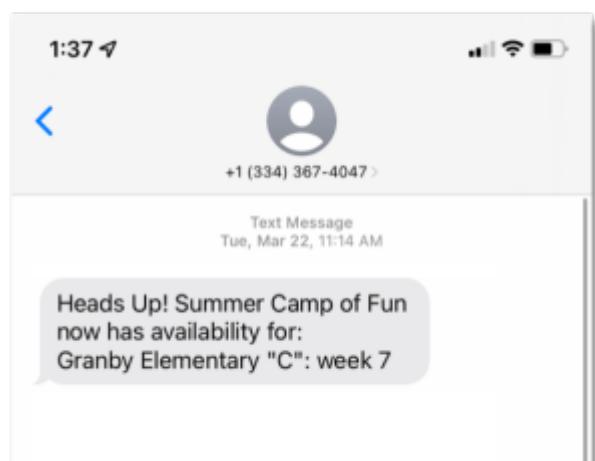 1:37
+1 (334) 367-4047
Text Message
Tue, Mar 22, 11:14 AM
Heads Up! Summer Camp of Fun
now has availability for:
Granby Elementary "C": week 7